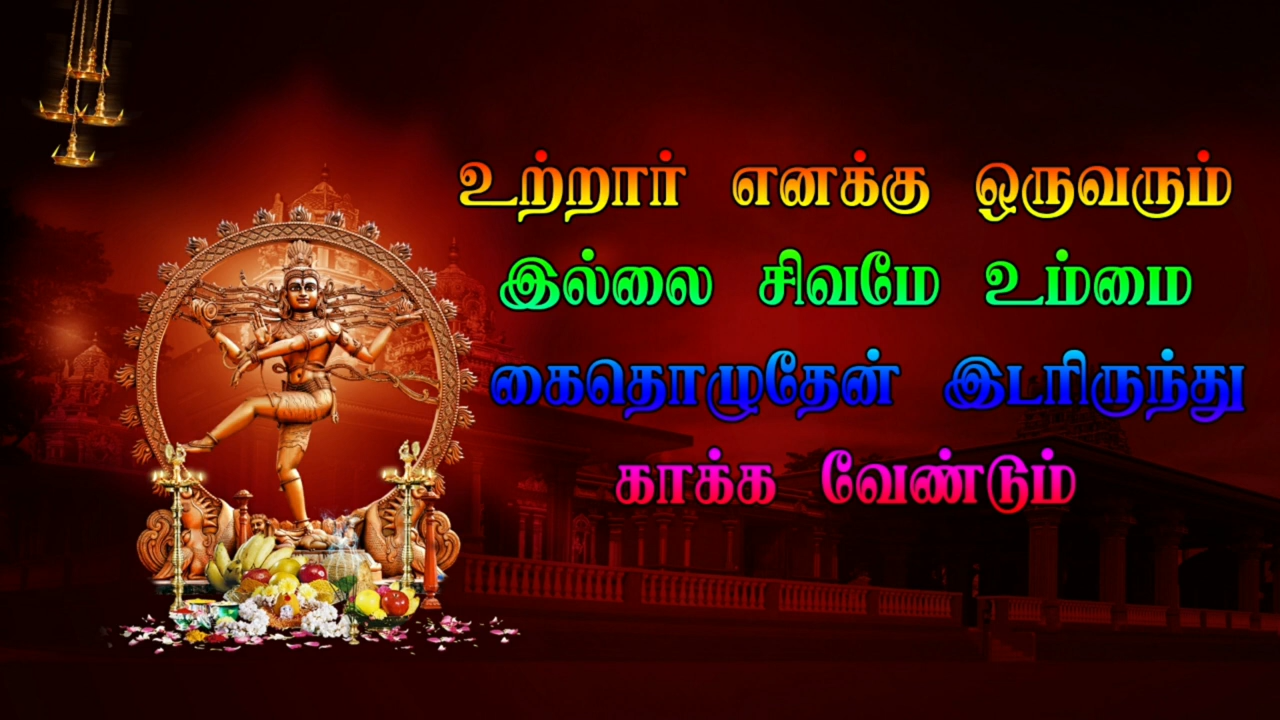 உற்றார் எனக்கு ஒருவரும்
இல்லை சிவமே உம்மை
கைதொழுதேன் இடரிருந்து
காக்க வேண்டும்